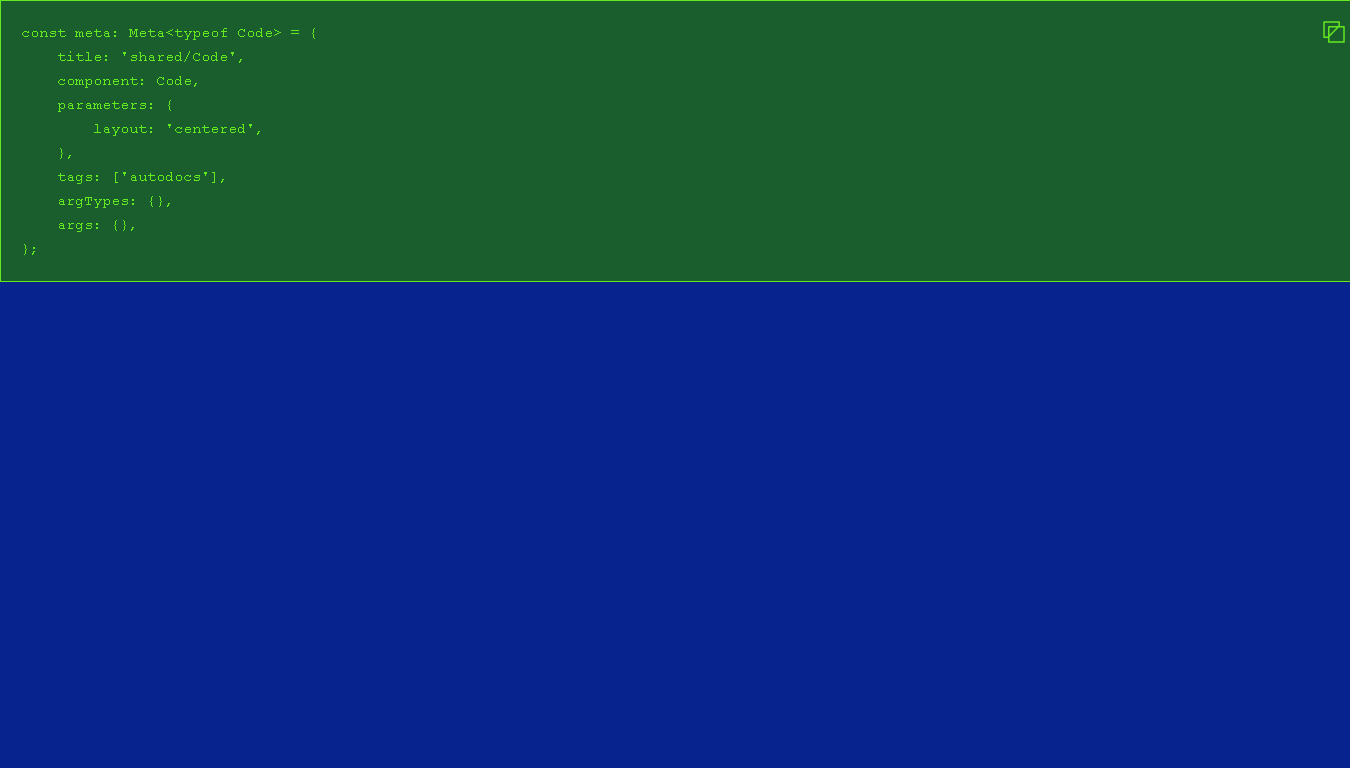 const meta: Meta<typeof Code> = {
    title: 'shared/Code',
    component: Code,
    parameters: {
        layout: 'centered',
    },
    tags: ['autodocs'],
    argTypes: {},
    args: {},
};